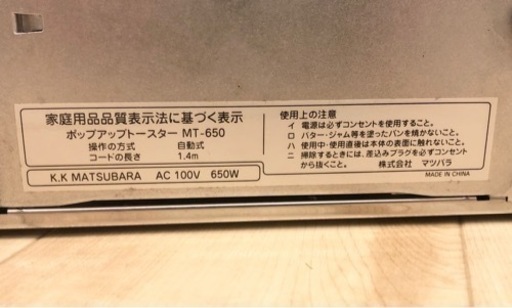 家庭用品品質表示法に基づく表示
ポップアップトースター MT-650
操作の方式 自動式
コードの長さ 1.4m
K.K MATSUBARA AC 100V 650W
使用上の注意
イ 電源は必ずコンセントを使用すること。
ロ バター・ジャム等を塗ったパンを焼かないこと。
ハ 使用中・使用直後は本体の表面に触れないこと。
ニ 掃除するときには、差込みプラグを必ずコンセント
から抜くこと。 株式会社 マツバラ
MADE IN CHINA